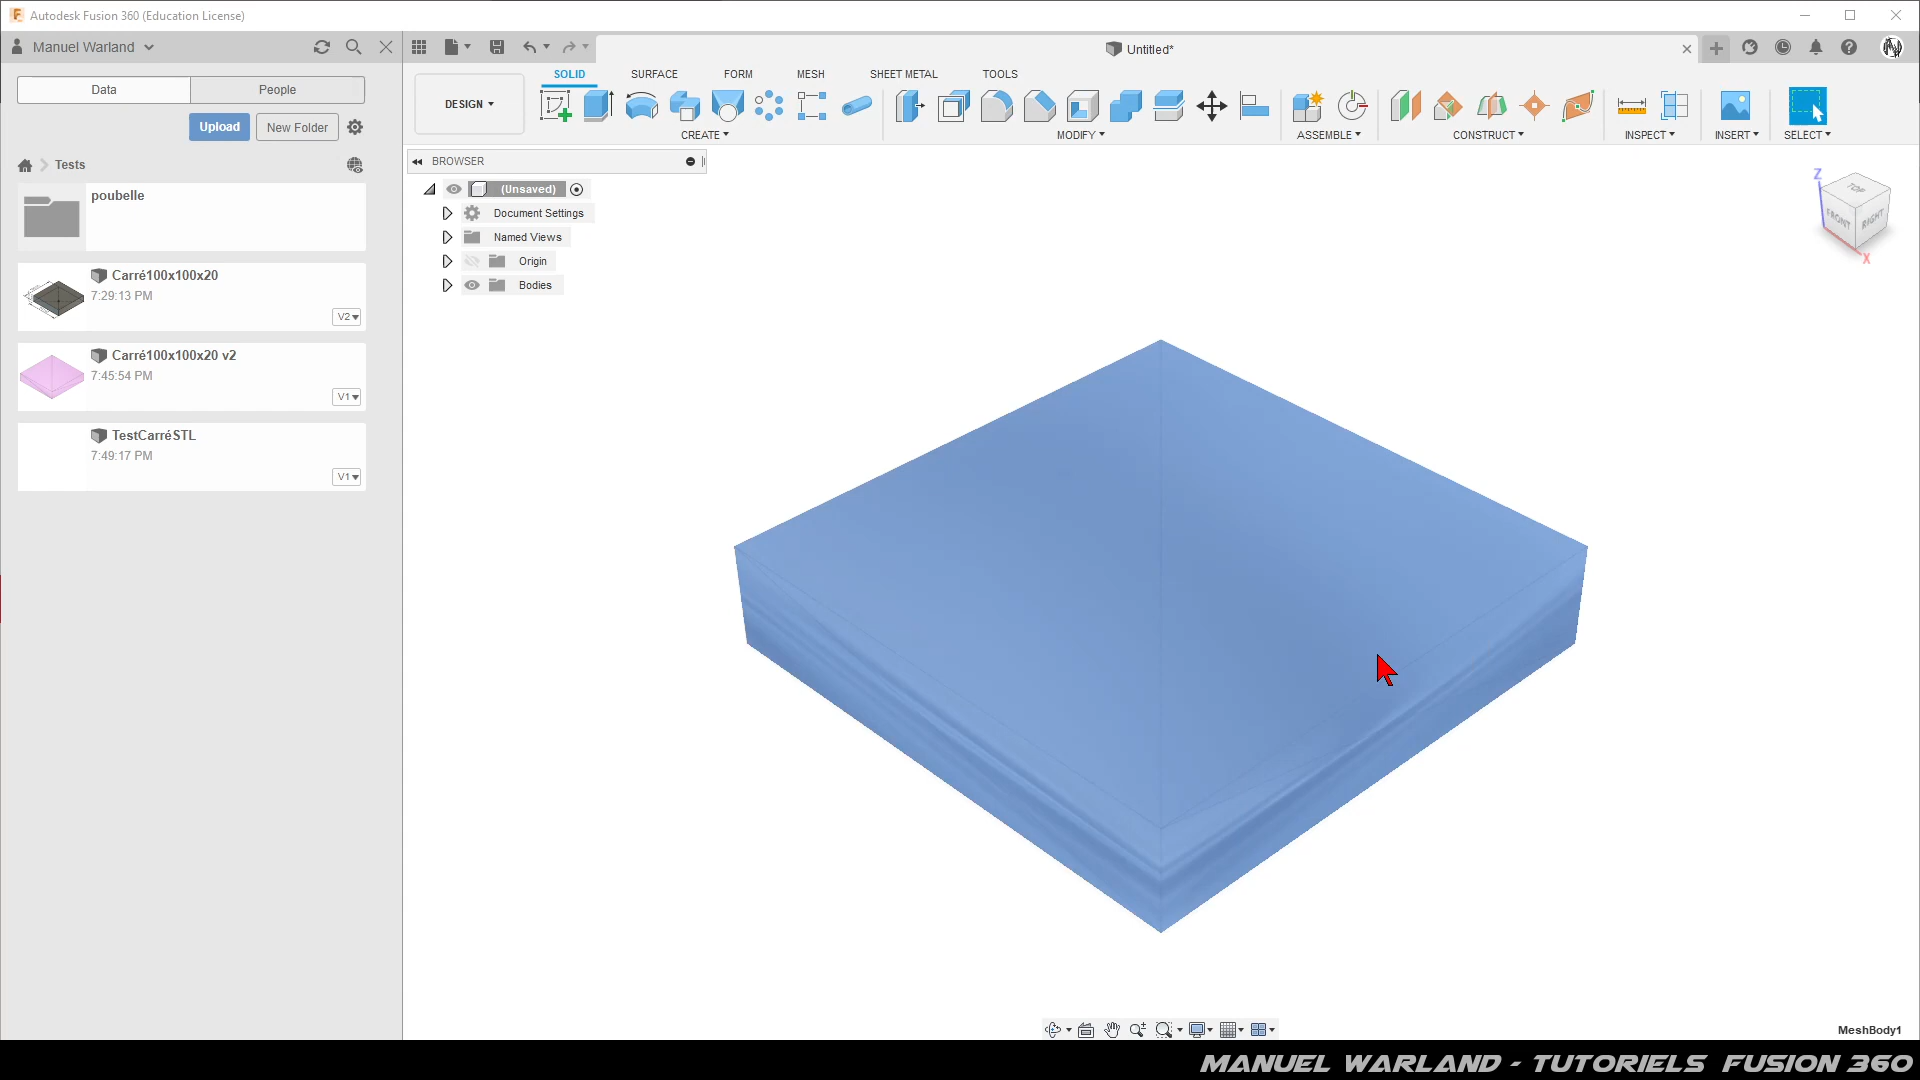 Autodesk Fusion 360 (Education License)
Manuel Warland
Untitled*
Data
People
Upload
New Folder
Tests
poubelle
Carré100x100x20
7:29:13 PM
V2
Carré100x100x20 v2
7:45:54 PM
V1
TestCarréSTL
7:49:17 PM
V1
SOLID
SURFACE
FORM
MESH
SHEET METAL
TOOLS
DESIGN
CREATE
MODIFY
ASSEMBLE
CONSTRUCT
INSPECT
INSERT
SELECT
BROWSER
(Unsaved)
Document Settings
Named Views
Origin
Bodies
Z
TOP
FRONT
RIGHT
X
MeshBody1
MANUEL WARLAND - TUTORIELS FUSION 360